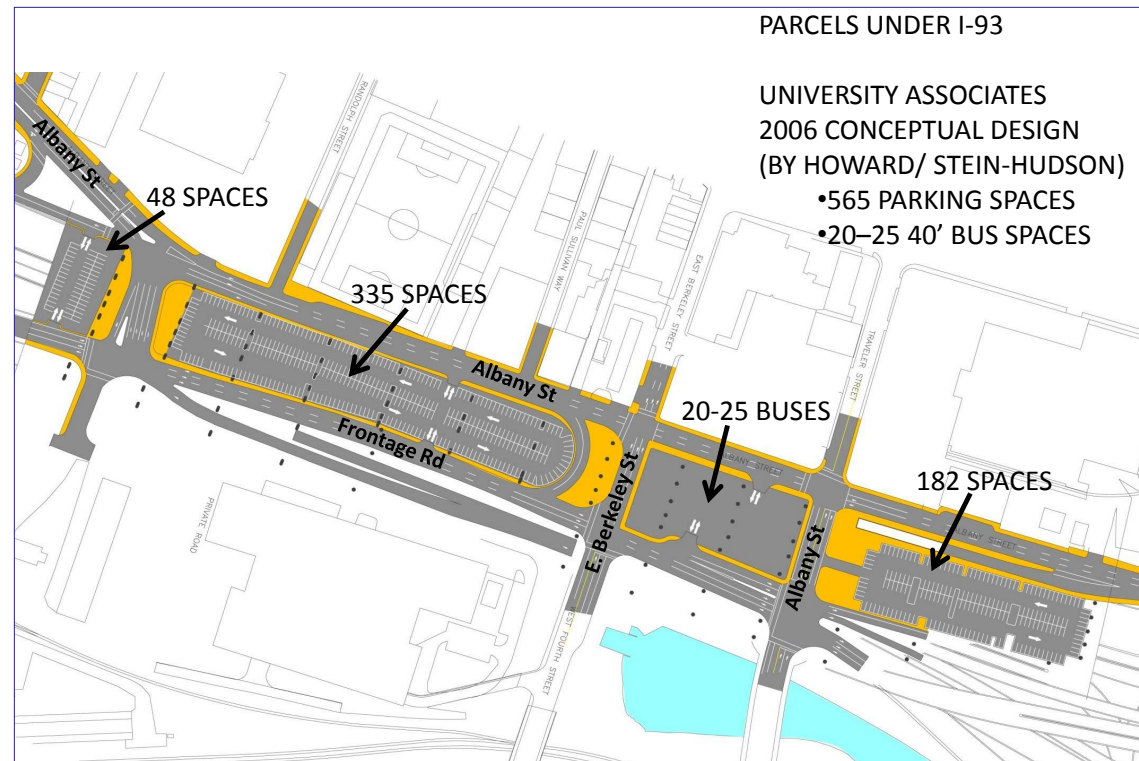 PARCELS UNDER I-93
UNIVERSITY ASSOCIATES
2006 CONCEPTUAL DESIGN
(BY HOWARD/ STEIN-HUDSON)
•565 PARKING SPACES
•20–25 40’ BUS SPACES
Albany St
48 SPACES
RANDOLPH STREET
335 SPACES
PAUL SULLIVAN WAY
EAST BERKELEY STREET
TRAVELER STREET
Albany St
Frontage Rd
20-25 BUSES
ALBANY STREET
E. Berkeley St
182 SPACES
Albany St
ALBANY STREET
PRIVATE ROAD
WEST FOURTH STREET